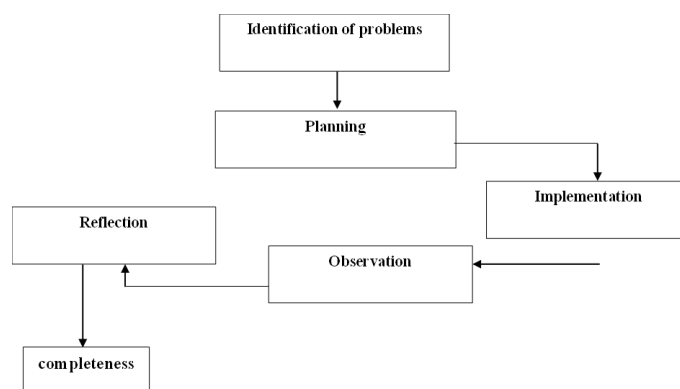 Identification of problems
Planning
Implementation
Reflection
Observation
completeness